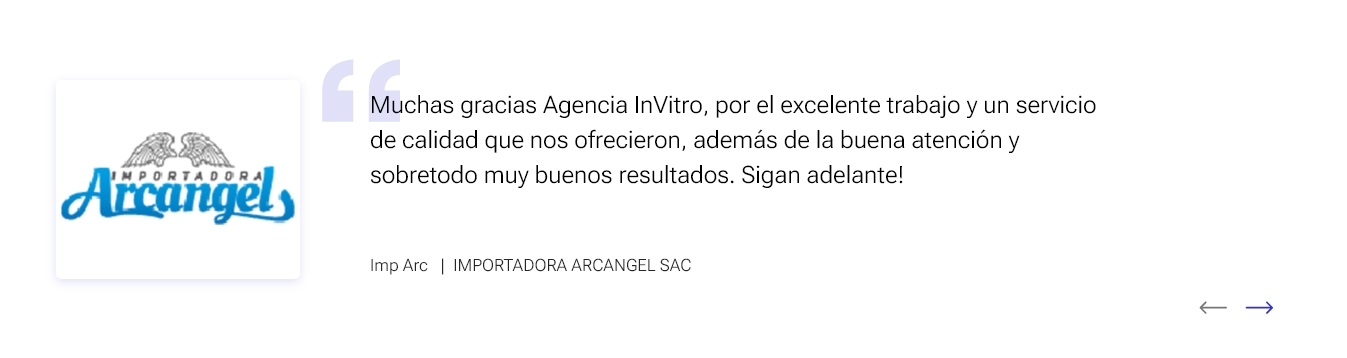 IMPORTADORA
Arcangel
Muchas gracias Agencia InVitro, por el excelente trabajo y un servicio
de calidad que nos ofrecieron, además de la buena atención y
sobretodo muy buenos resultados. Sigan adelante!
Imp Arc | IMPORTADORA ARCANGEL SAC